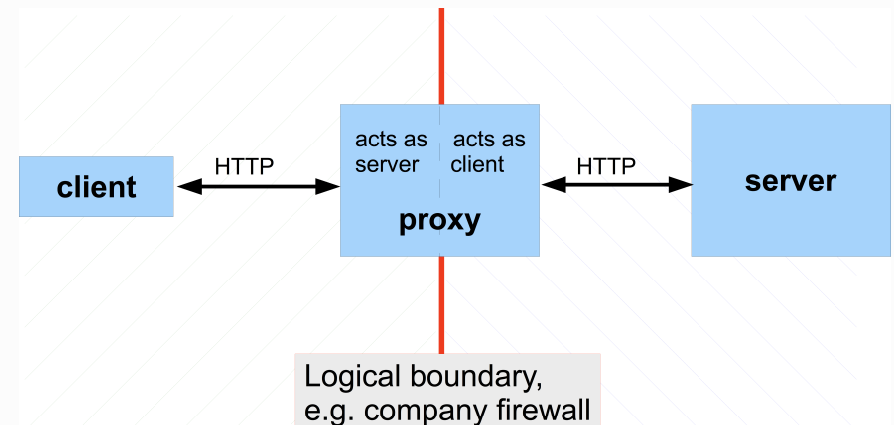 client
HTTP
acts as
server
acts as
client
proxy
HTTP
server
Logical boundary,
e.g. company firewall